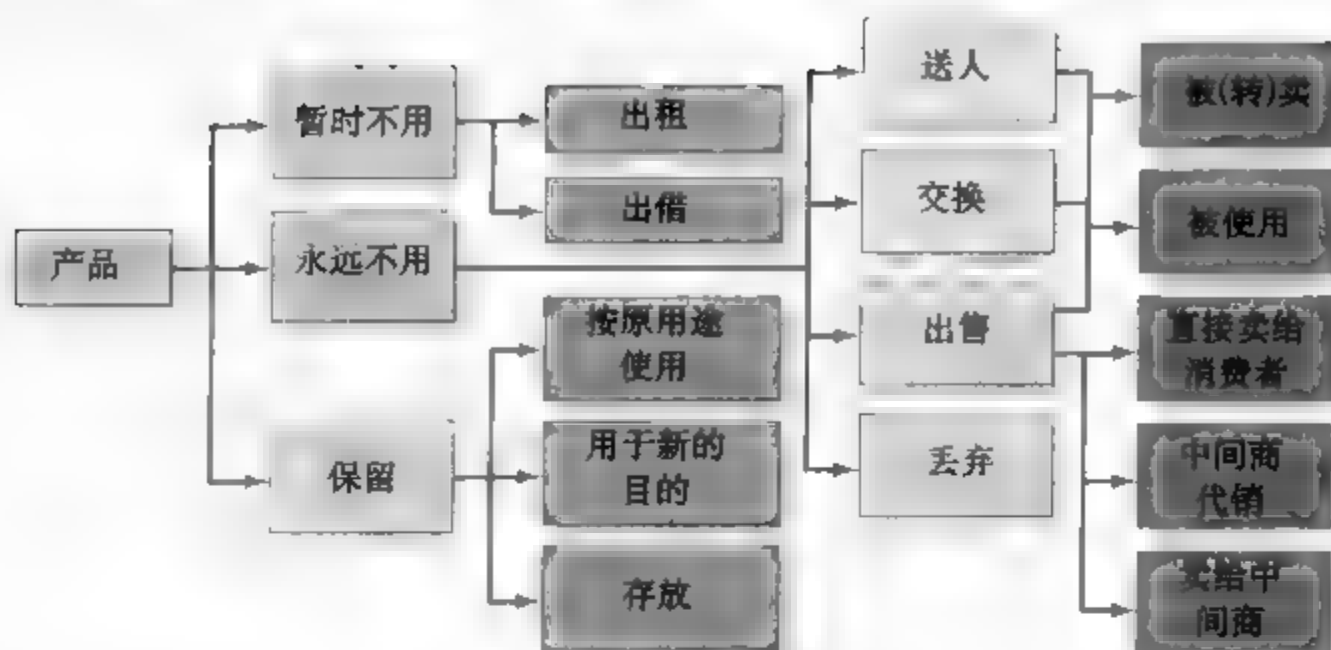 产品
暂时不用
永远不用
保留
出租
出借
按原用途
使用
用于新的
目的
存放
送人
交换
出售
丢弃
被(转)卖
被使用
直接卖给
消费者
中间商
代销
卖给中
间商